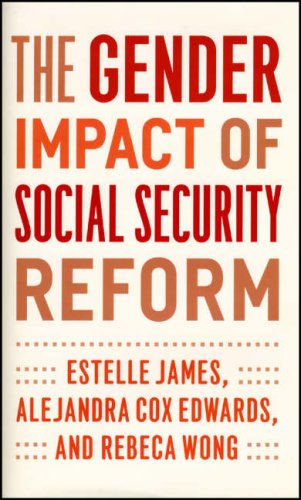 THE GENDER
IMPACT OF
SOCIAL SECURITY
REFORM
ESTELLE JAMES,
ALEJANDRA COX EDWARDS,
AND REBECA WONG